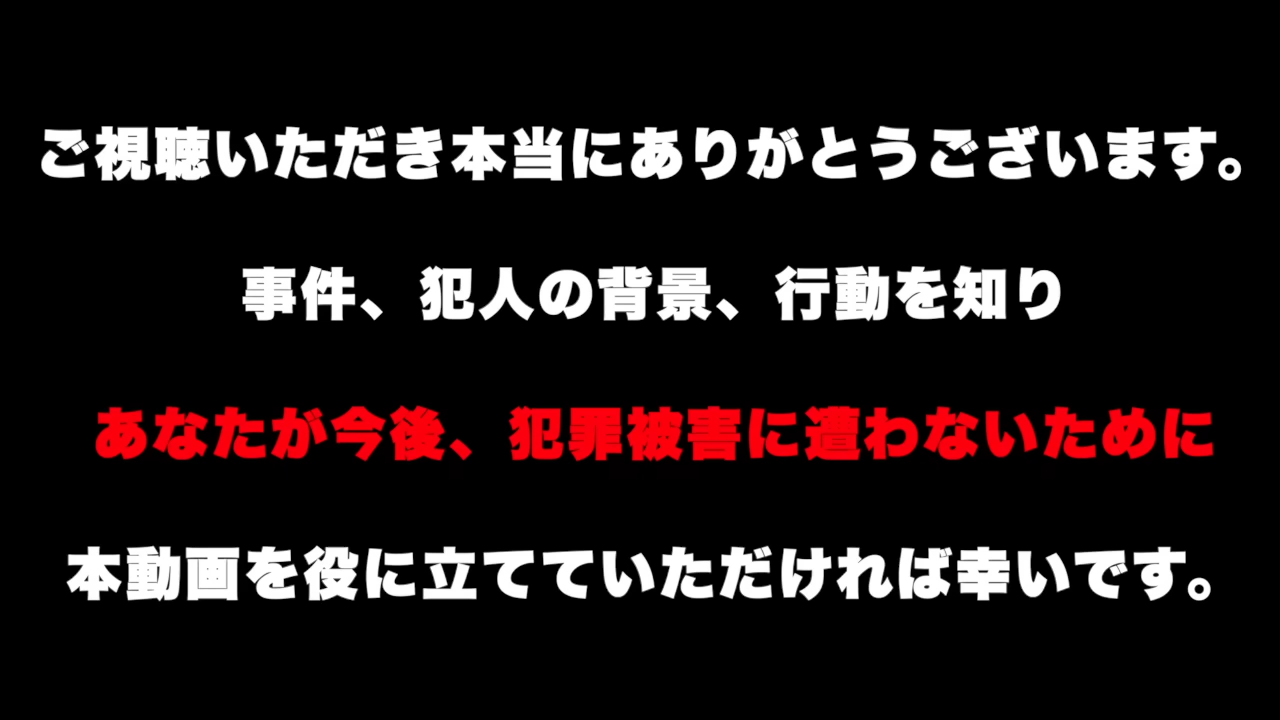 ご視聴いただき本当にありがとうございます。
事件、犯人の背景、行動を知り
あなたが今後、犯罪被害に遭わないために
本動画を役に立てていただければ幸いです。